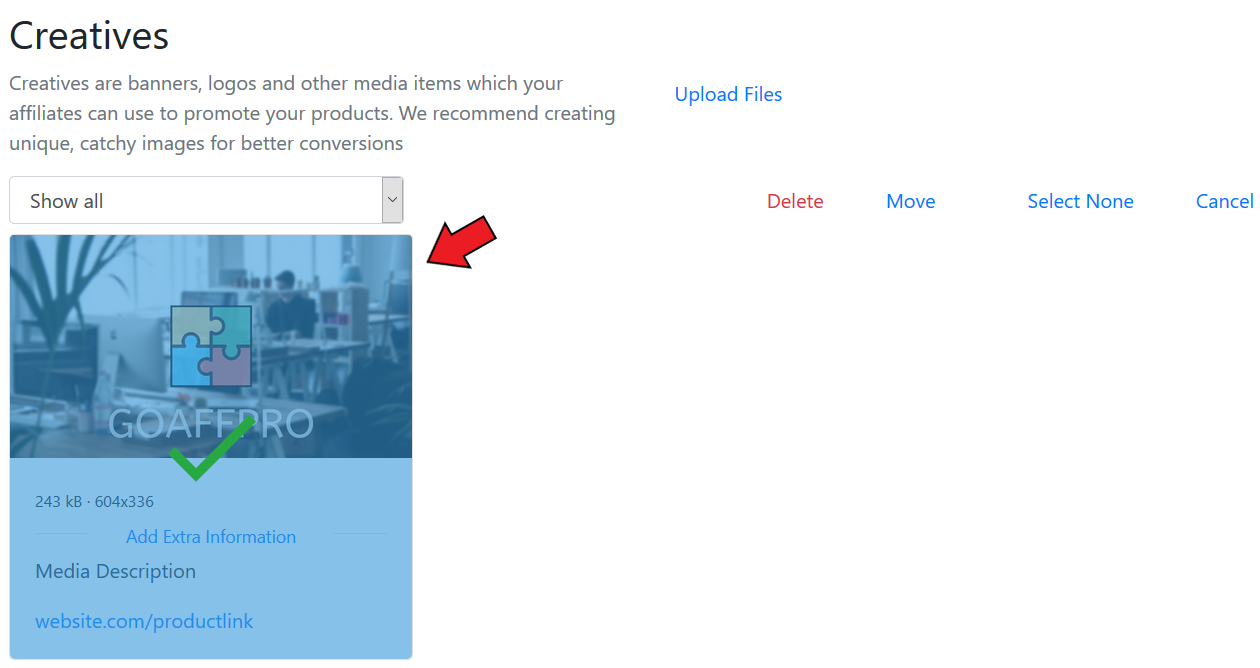 Creatives
Creatives are banners, logos and other media items which your
affiliates can use to promote your products. We recommend creating
unique, catchy images for better conversions
Upload Files
Show all
Delete
Move
Select None
Cancel
GOAFFPRO
243 kB · 604x336
Add Extra Information
Media Description
website.com/productlink